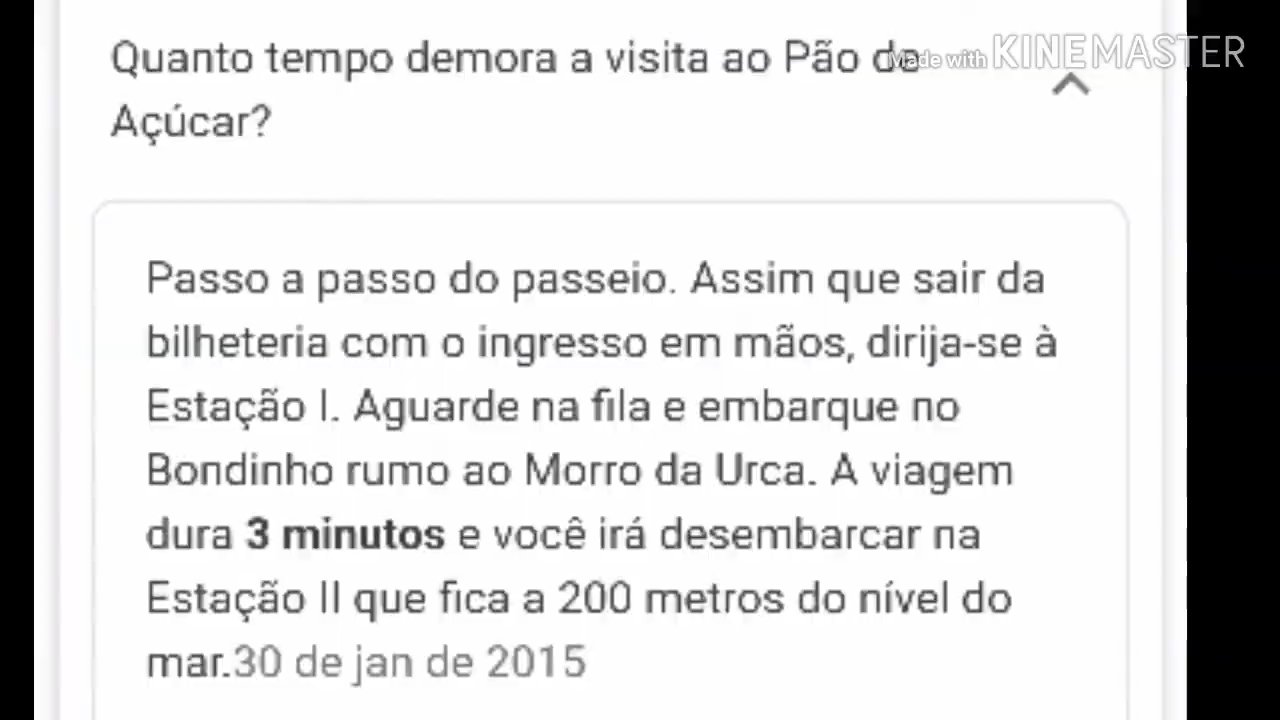 Quanto tempo demora a visita ao Pão de
Made with KINEMASTER
Açúcar?
Passo a passo do passeio. Assim que sair da
bilheteria com o ingresso em mãos, dirija-se à
Estação I. Aguarde na fila e embarque no
Bondinho rumo ao Morro da Urca. A viagem
dura 3 minutos e você irá desembarcar na
Estação II que fica a 200 metros do nível do
mar.30 de jan de 2015